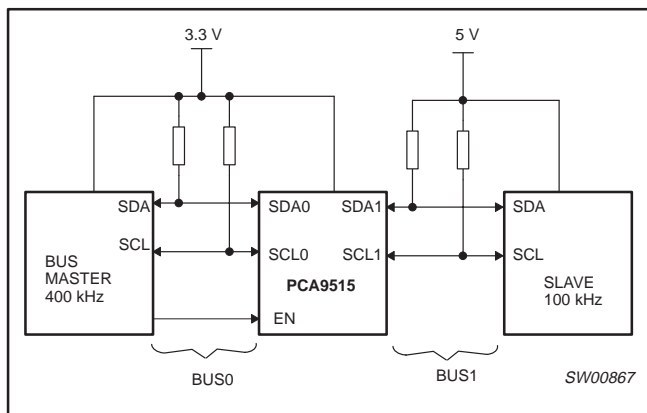 3.3 V
5 V
SDA
SDA0
SDA1
SDA
SCL
SCL0
SCL1
SCL
BUS
MASTER
400 kHz
PCA9515
SLAVE
100 kHz
EN
BUS0
BUS1
SW00867